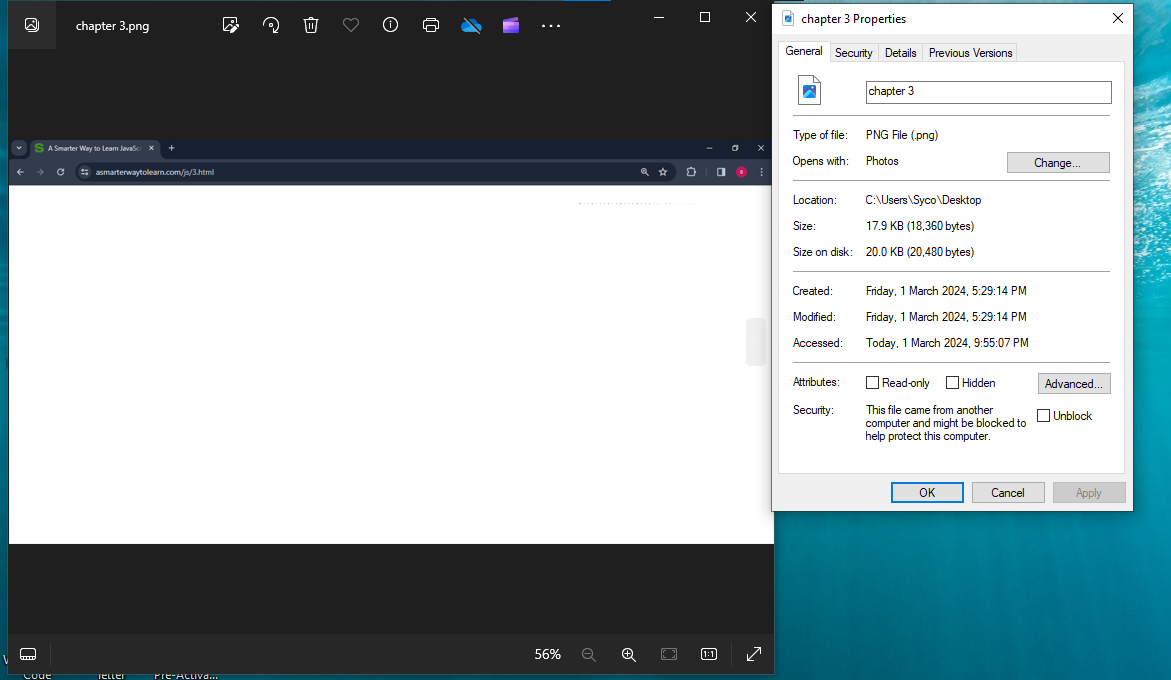 chapter 3.png
A Smarter Way to Learn JavaSc
asmarterwaytolearn.com/js/3.html
56%
1:1
Code
letter
Pre-Activa...
chapter 3 Properties
General Security Details Previous Versions
chapter 3
Type of file: PNG File (.png)
Opens with: Photos Change...
Location: C:\Users\Syco\Desktop
Size: 17.9 KB (18,360 bytes)
Size on disk: 20.0 KB (20,480 bytes)
Created: Friday, 1 March 2024, 5:29:14 PM
Modified: Friday, 1 March 2024, 5:29:14 PM
Accessed: Today, 1 March 2024, 9:55:07 PM
Attributes: Read-only Hidden Advanced...
Security: This file came from another
computer and might be blocked to
help protect this computer.
Unblock
OK Cancel Apply